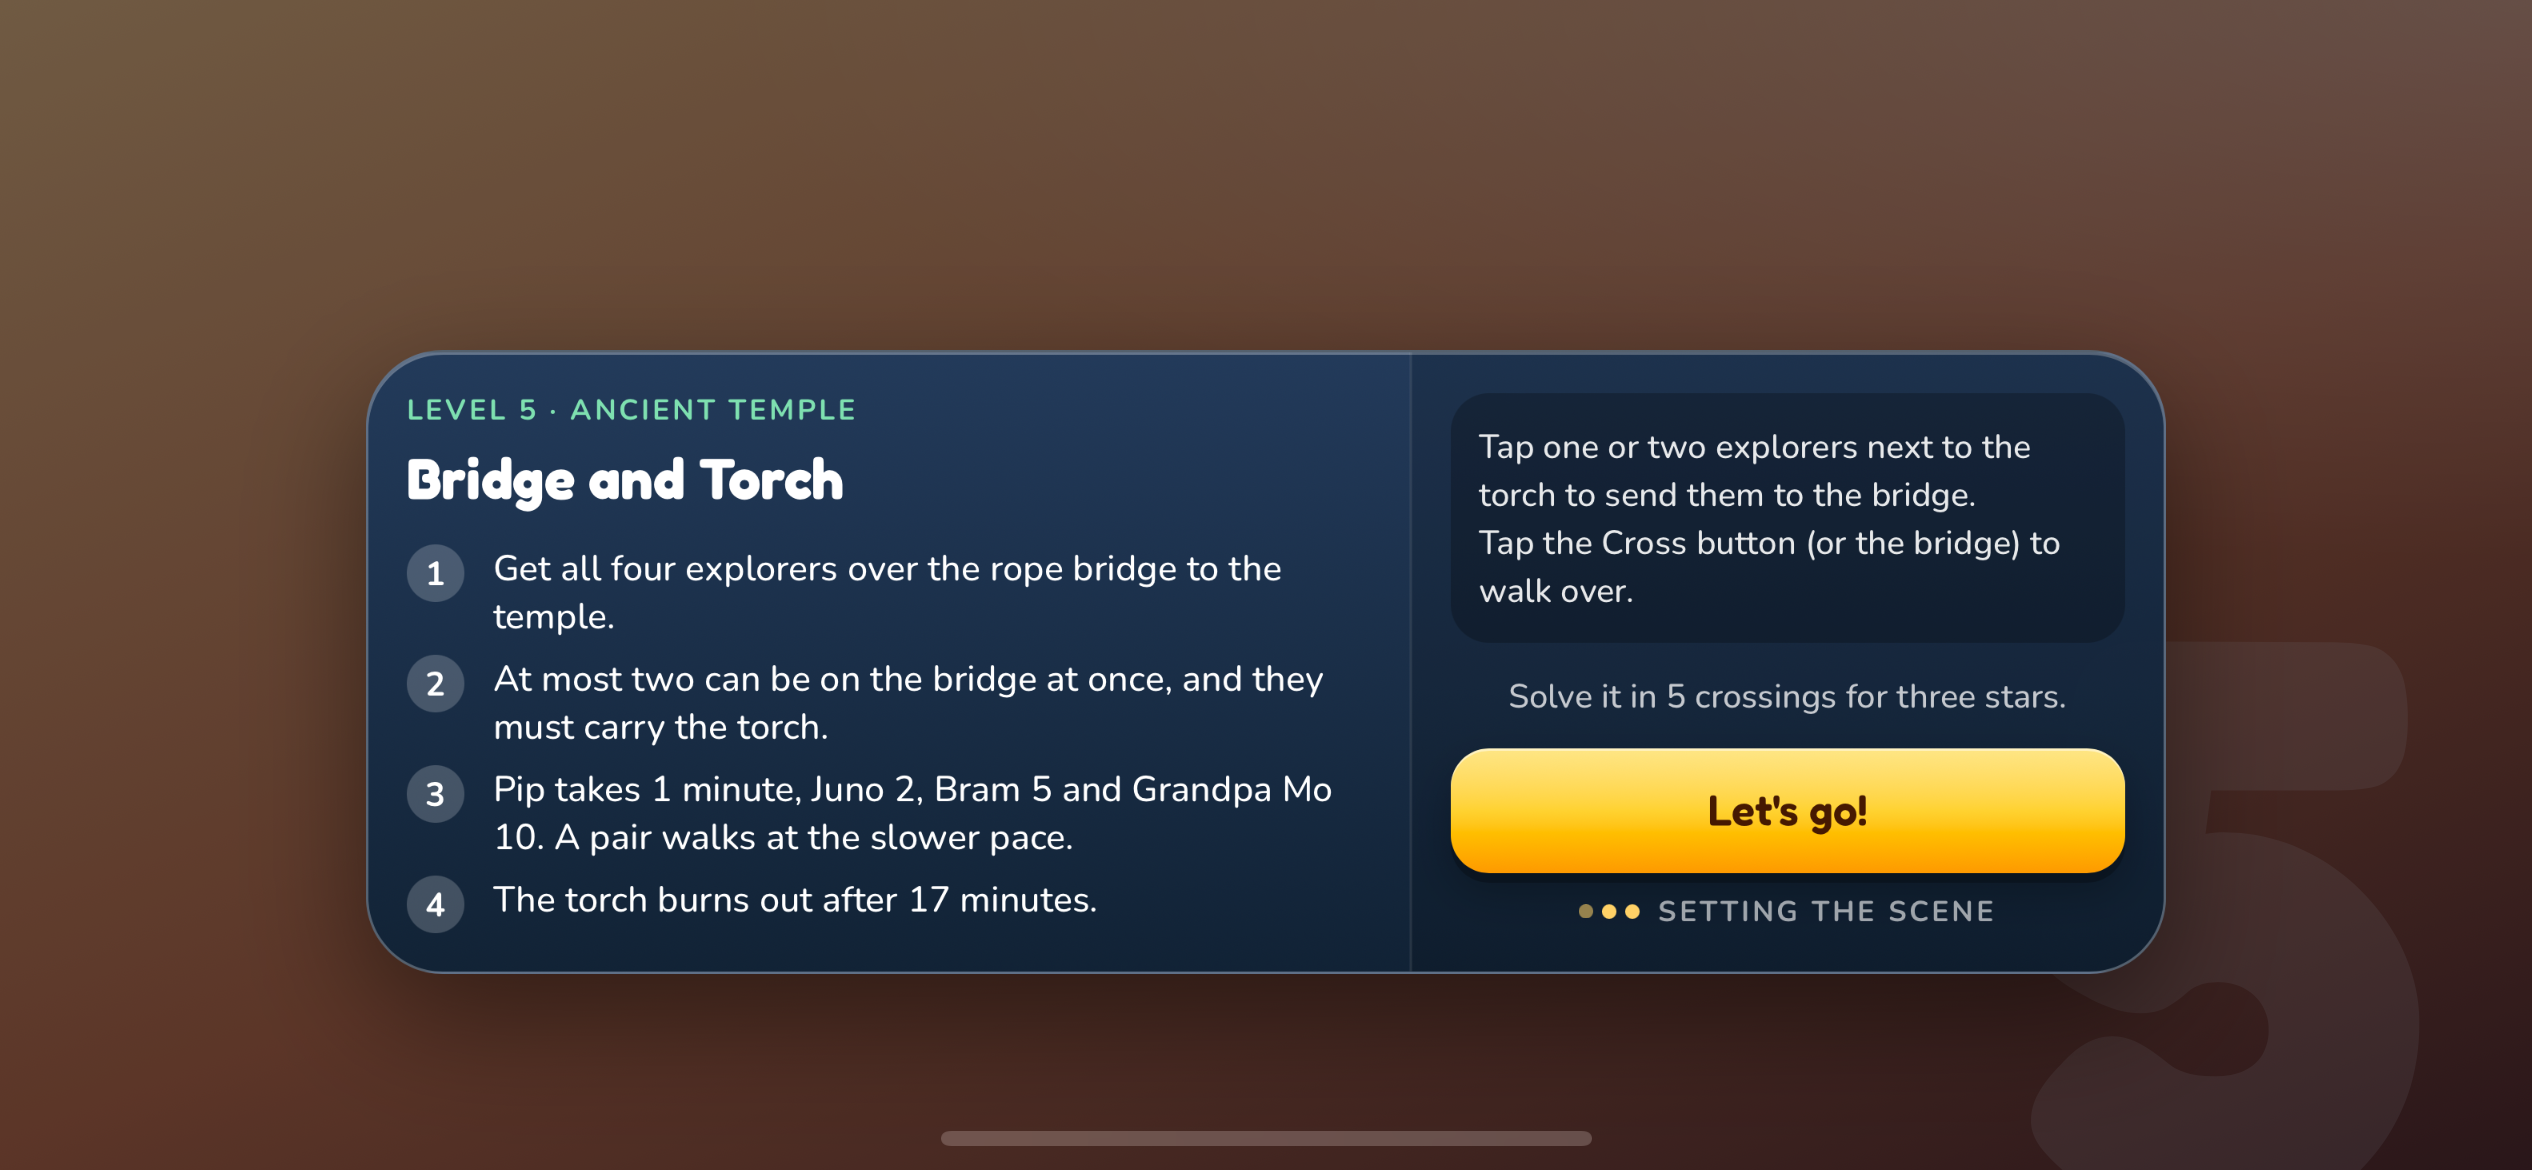 LEVEL 5 · ANCIENT TEMPLE
Bridge and Torch
1 Get all four explorers over the rope bridge to the
temple.
2 At most two can be on the bridge at once, and they
must carry the torch.
3 Pip takes 1 minute, Juno 2, Bram 5 and Grandpa Mo
10. A pair walks at the slower pace.
4 The torch burns out after 17 minutes.
Tap one or two explorers next to the
torch to send them to the bridge.
Tap the Cross button (or the bridge) to
walk over.
Solve it in 5 crossings for three stars.
Let's go!
SETTING THE SCENE
5